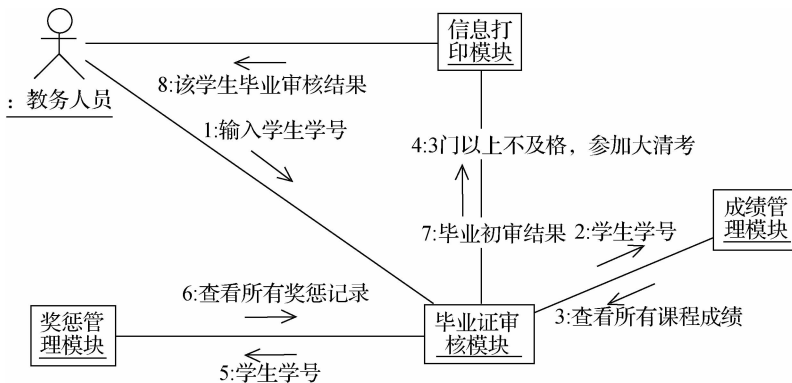 信息打
印模块
8:该学生毕业审核结果
：教务人员
1:输入学生学号
4:3门以上不及格，参加大清考
成绩管
理模块
7:毕业初审结果
2:学生学号
6:查看所有奖惩记录
3:查看所有课程成绩
奖惩管
理模块
毕业证审
核模块
5:学生学号